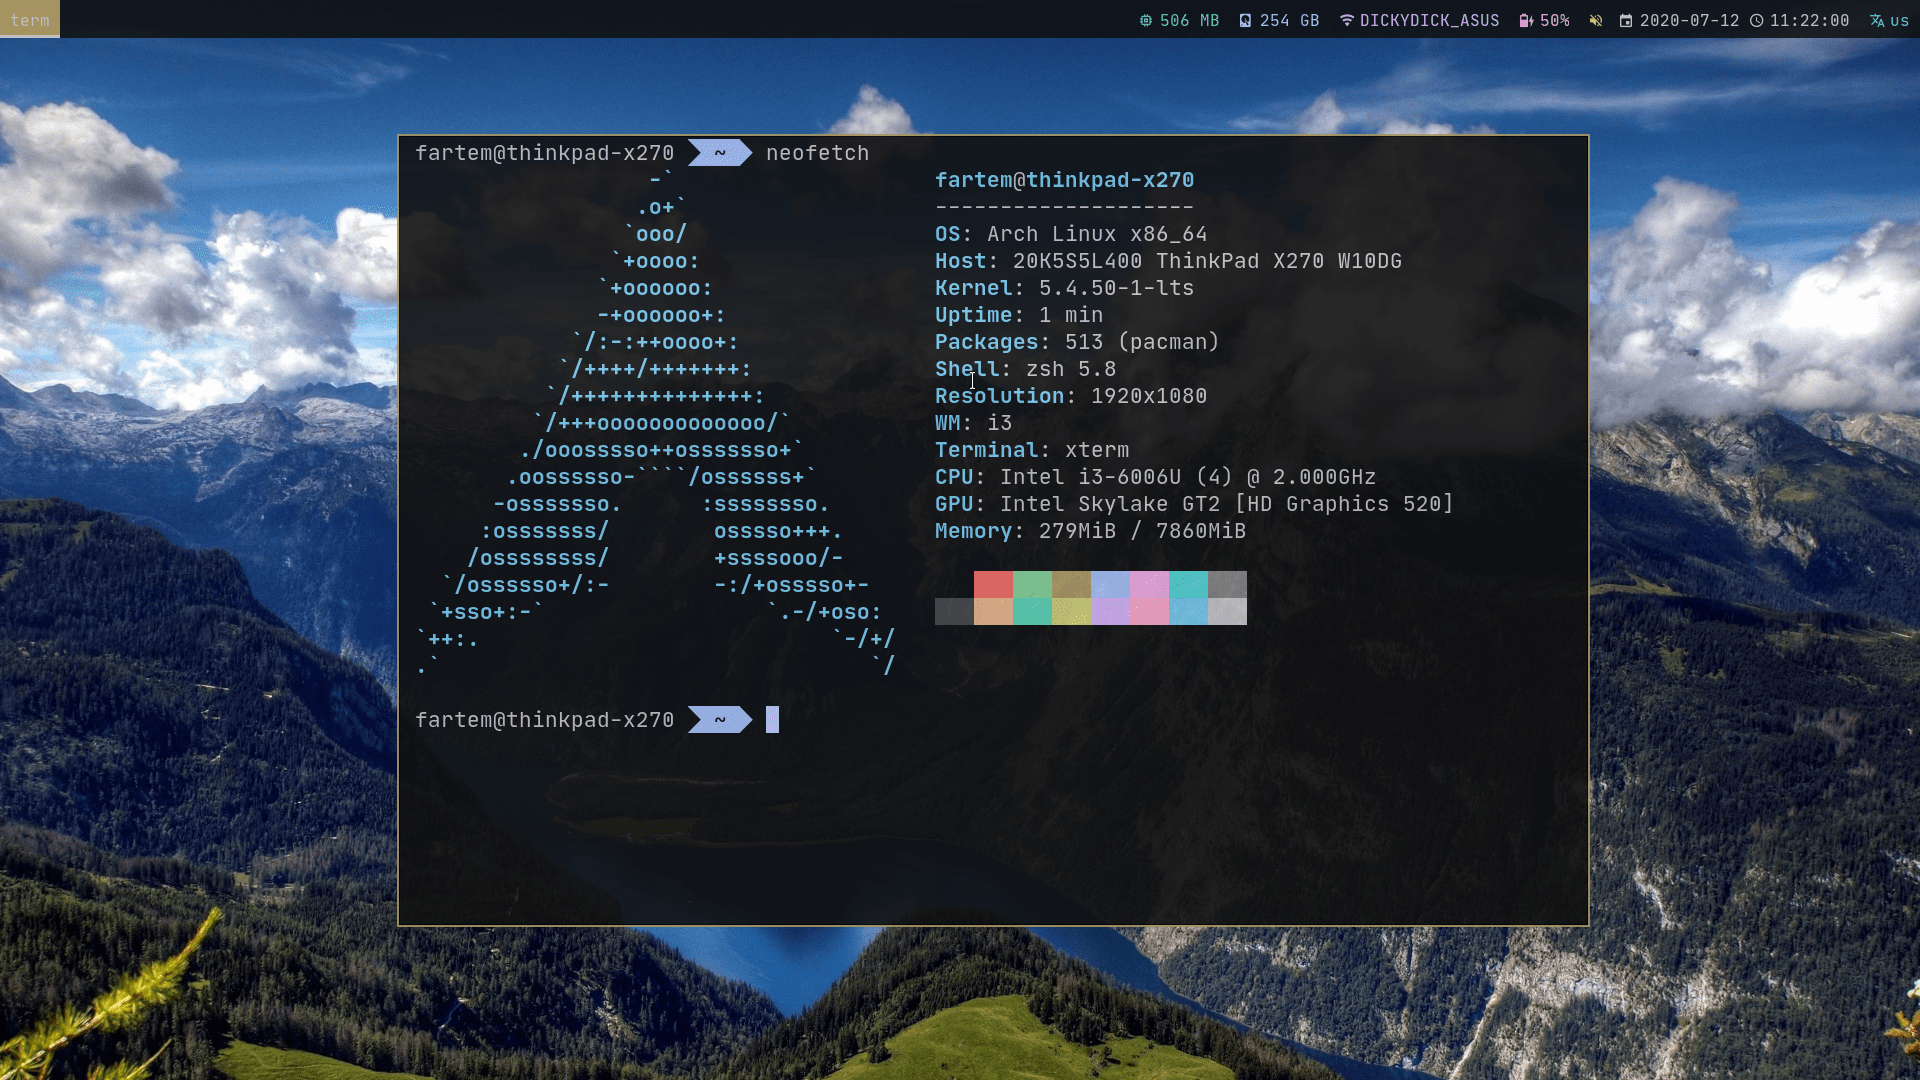 term 506 MB 254 GB DICKYDICK_ASUS 50% 2020-07-12 11:22:00 us
fartem@thinkpad-x270 ~ neofetch
-` fartem@thinkpad-x270
.o+` --------------------
`ooo/ OS: Arch Linux x86_64
`+oooo: Host: 20K5S5L400 ThinkPad X270 W10DG
`+oooooo: Kernel: 5.4.50-1-lts
-+oooooo+: Uptime: 1 min
`/:-:++oooo+: Packages: 513 (pacman)
`/++++/+++++++: Shell: zsh 5.8
`/++++++++++++++: Resolution: 1920x1080
`/+++ooooooooooooo/` WM: i3
./ooosssso++osssssso+` Terminal: xterm
.oossssso-````/ossssss+` CPU: Intel i3-6006U (4) @ 2.000GHz
-osssssso. :ssssssso. GPU: Intel Skylake GT2 [HD Graphics 520]
:osssssss/ osssso+++. Memory: 279MiB / 7860MiB
/ossssssss/ +ssssooo/-
`/ossssso+/:- -:/+osssso+-
`+sso+:-` `.-/+oso:
`++:. `-/+/
.` `/
fartem@thinkpad-x270 ~